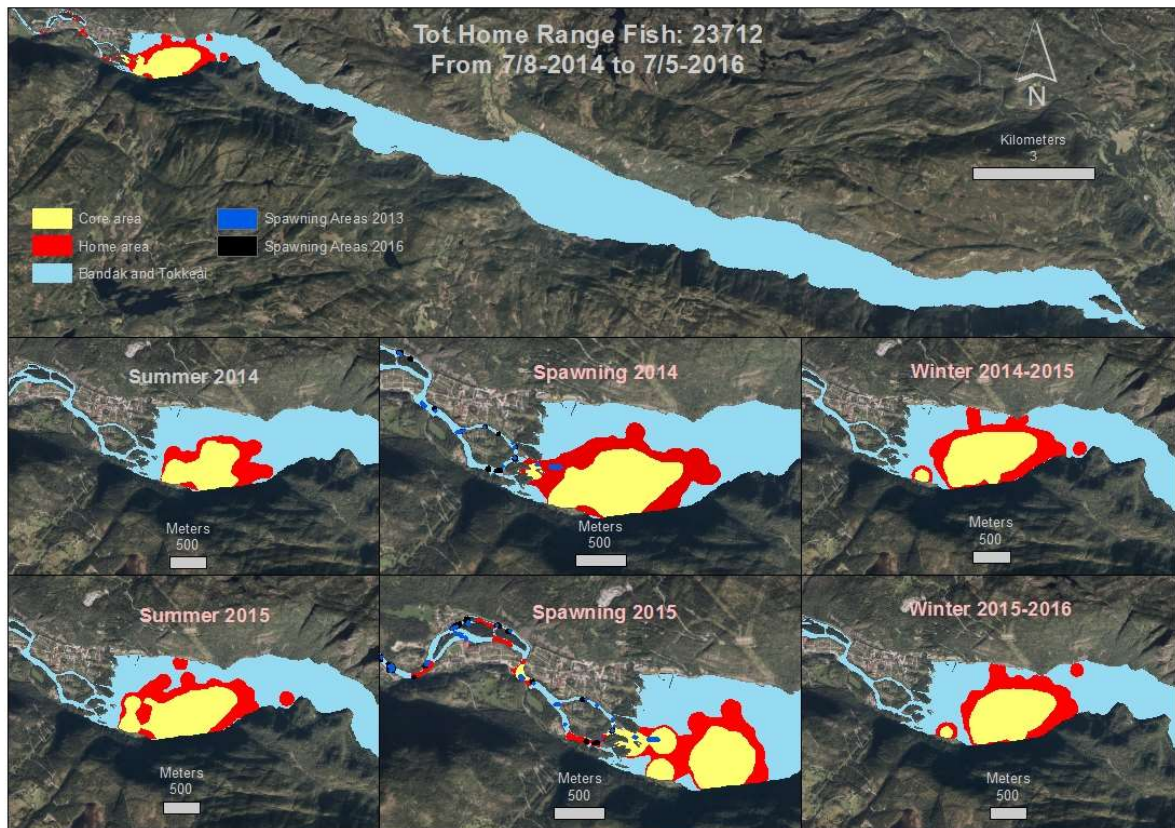 Tot Home Range Fish: 23712
From 7/8-2014 to 7/5-2016
N
Kilometers
3
Core area
Home area
Bandak and Tokkeåi
Spawning Areas 2013
Spawning Areas 2016
Summer 2014
Meters
500
Spawning 2014
Meters
500
Winter 2014-2015
Meters
500
Summer 2015
Meters
500
Spawning 2015
Meters
500
Winter 2015-2016
Meters
500